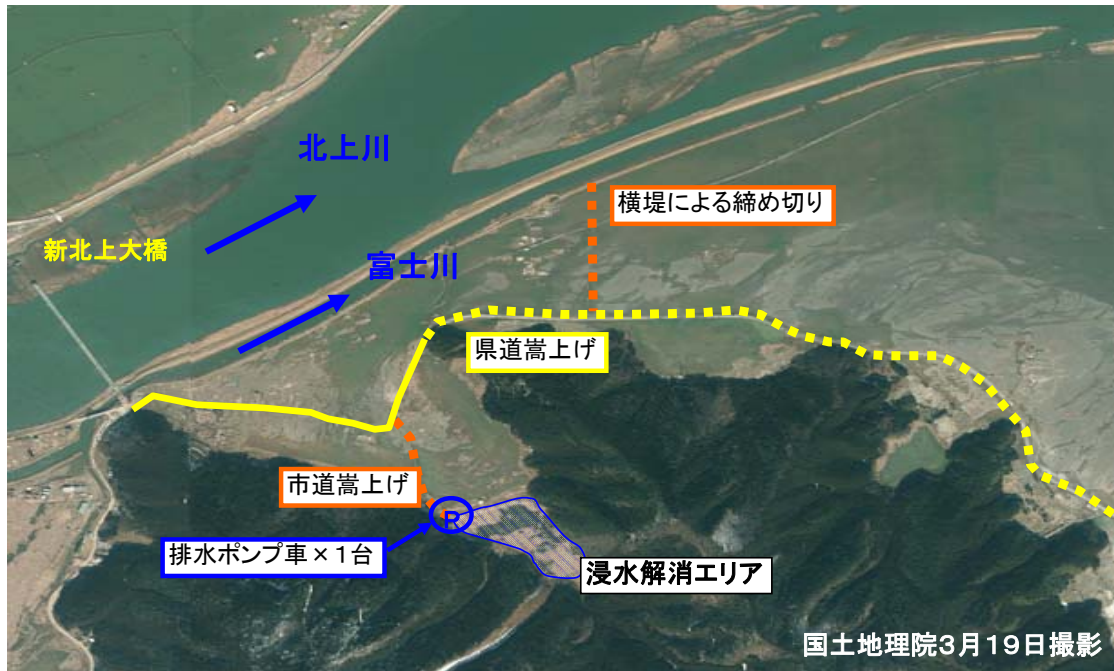 北上川
横堤による締め切り
新北上大橋
富士川
県道嵩上げ
市道嵩上げ
R
排水ポンプ車×1台
浸水解消エリア
国土地理院3月19日撮影